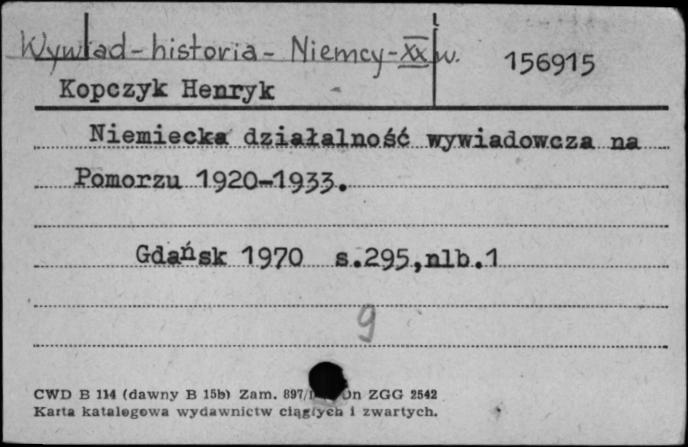 Wywiad-historia - Niemcy-XX w.
156915
Kopczyk Henryk
Niemiecka działalność wywiadowcza na
Pomorzu 1920-1933.
Gdańsk 1970 s.295,nlb.1
9
CWD B 114 (dawny B 15b) Zam. 897/ ZGG 2542
Karta katalogowa wydawnictw ciągłych i zwartych.